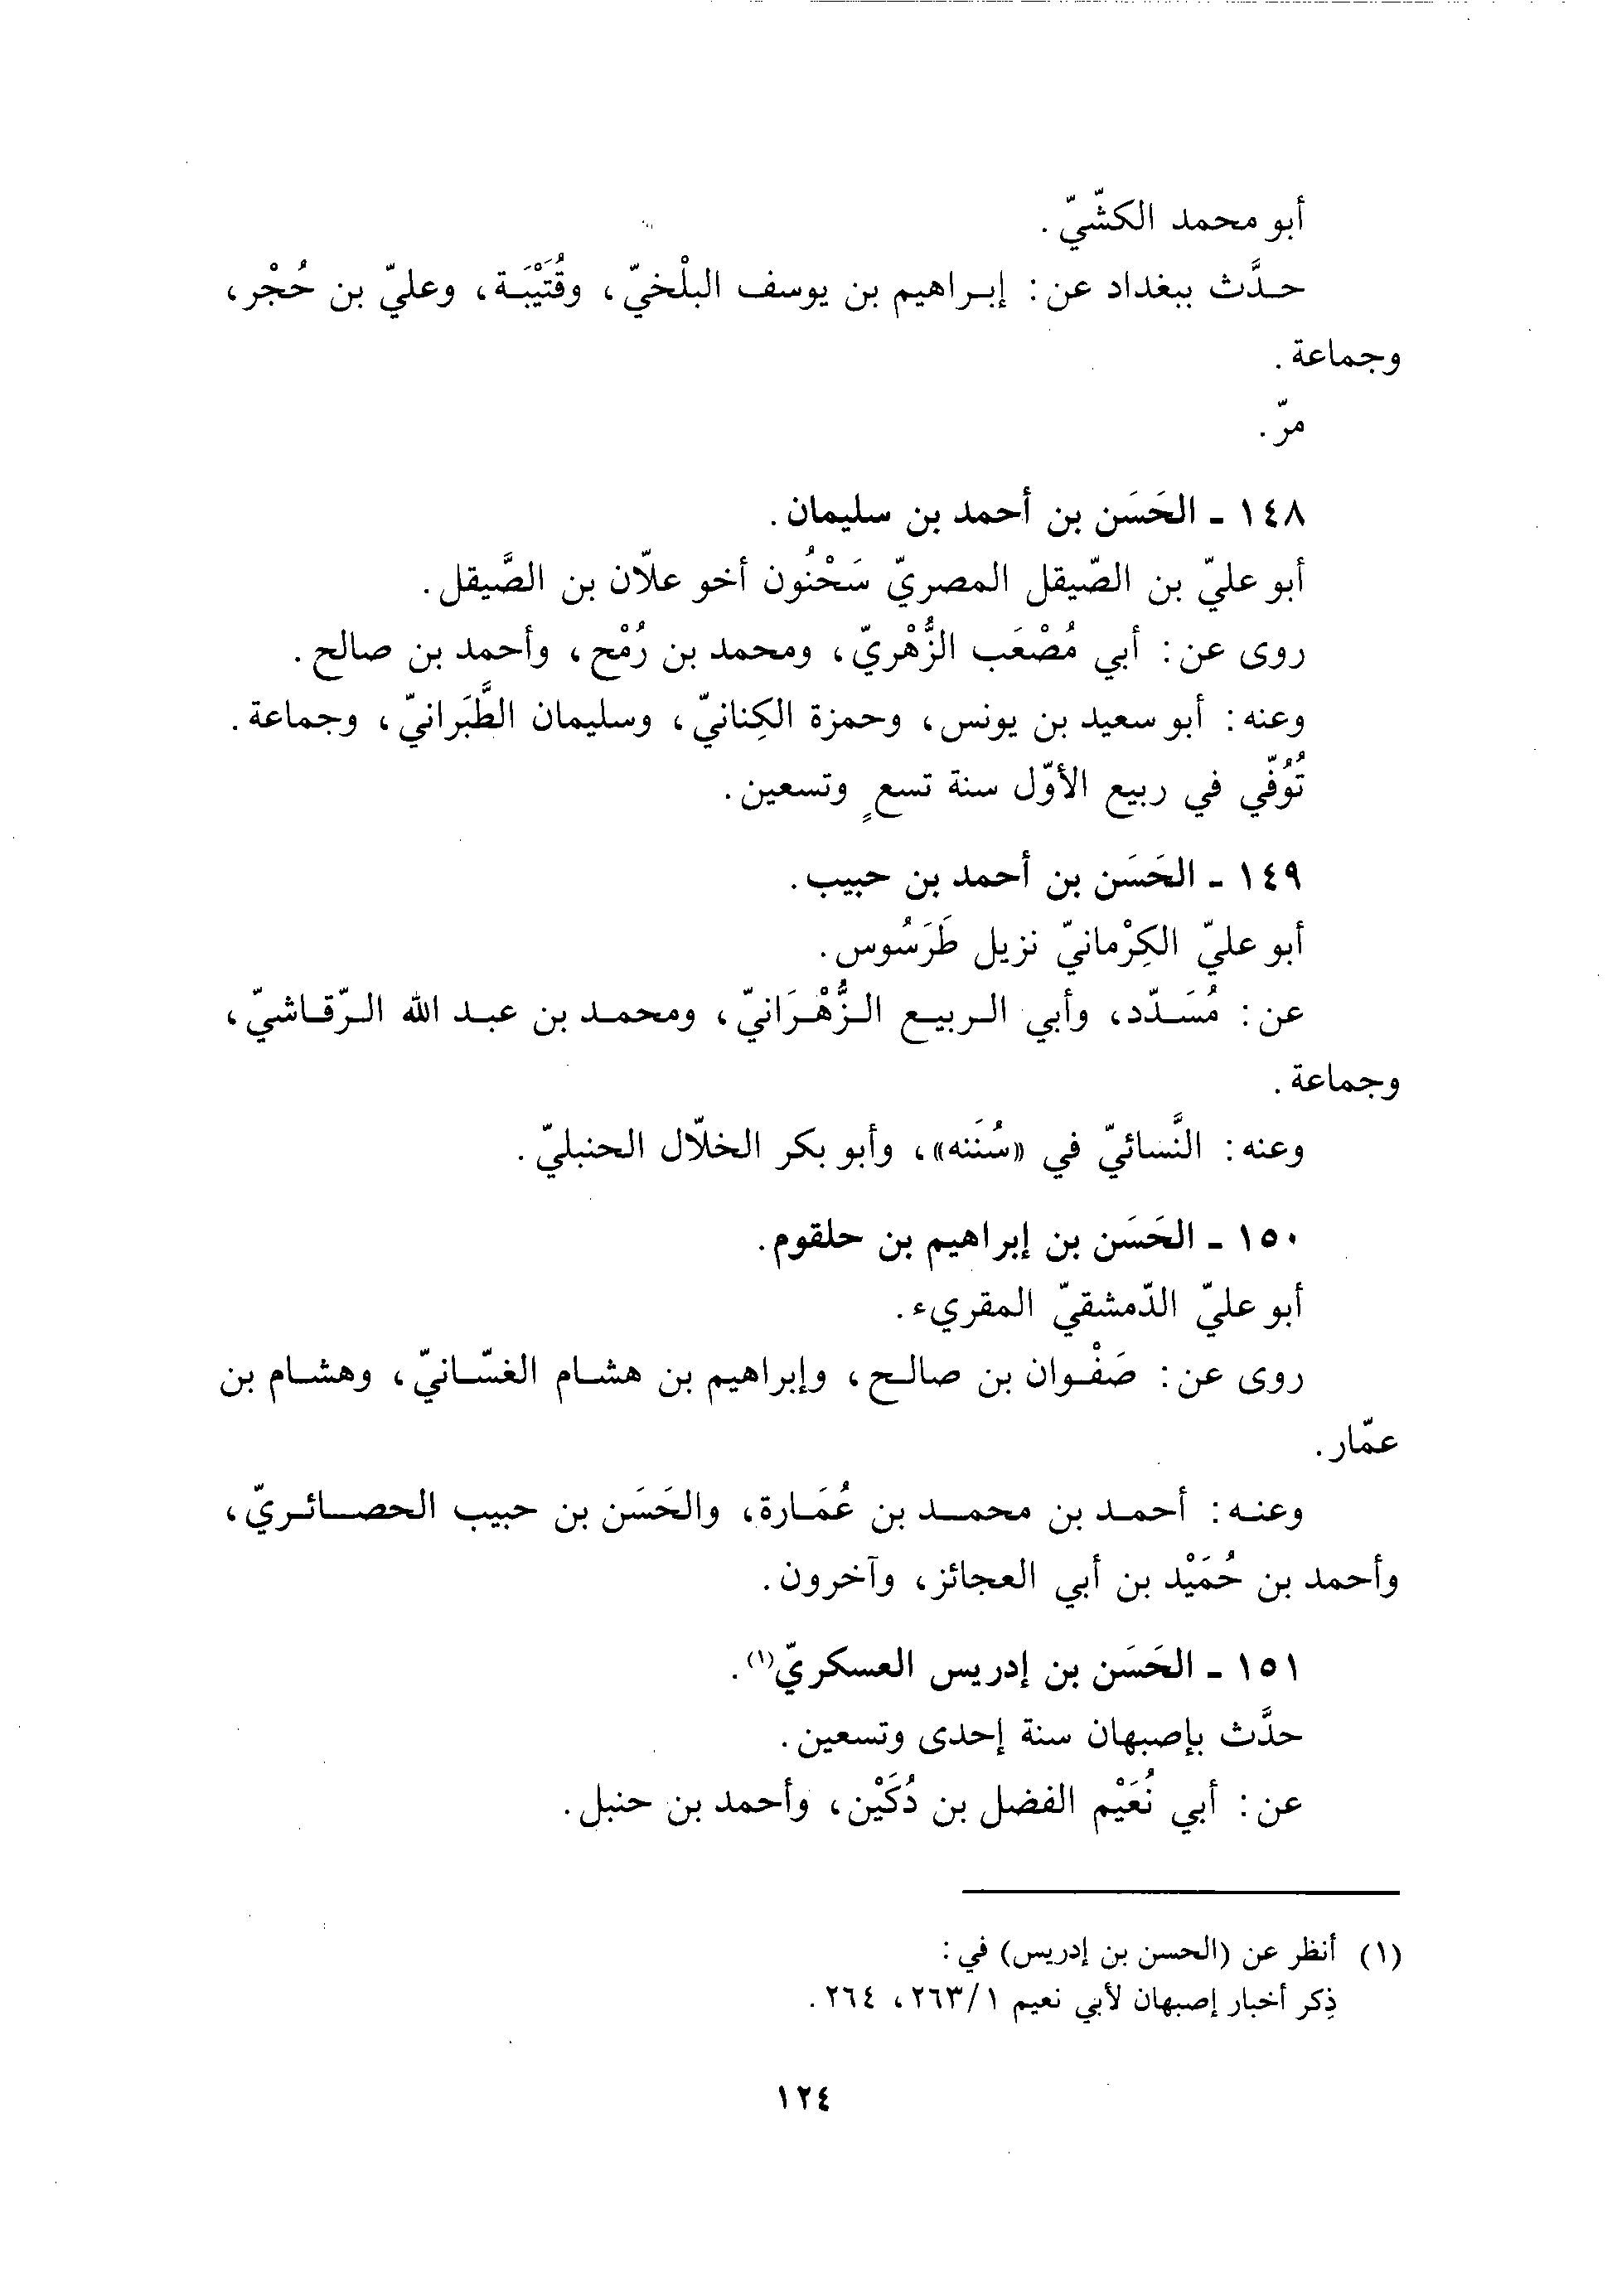 أبو محمد الكشّيّ.
حدَّث ببغداد عن: إبراهيم بن يوسف البلْخيّ، وقُتَيْبَة، وعليّ بن حُجْر،
وجماعة.
مرّ.
١٤٨ ـ الحَسَن بن أحمد بن سليمان.
أبو عليّ بن الصّيقل المصريّ سَحْنُون أخو علاّن بن الصَّيقل.
روى عن: أبي مُصْعَب الزُّهْريّ، ومحمد بن رُمْح، وأحمد بن صالح.
وعنه: أبو سعيد بن يونس، وحمزة الكِنانيّ، وسليمان الطَّبَرانيّ، وجماعة.
تُوُفّي في ربيع الأوّل سنة تسعٍ وتسعين.
١٤٩ ـ الحَسَن بن أحمد بن حبيب.
أبو عليّ الكِرْمانيّ نزيل طَرَسُوس.
عن: مُسَدّد، وأبي الربيع الزُّهْرَانيّ، ومحمد بن عبد الله الرّقاشيّ،
وجماعة.
وعنه: النَّسائيّ في «سُنَنه»، وأبو بكر الخلاّل الحنبليّ.
١٥٠ ـ الحَسَن بن إبراهيم بن حلقوم.
أبو عليّ الدّمشقيّ المقريء.
روى عن: صَفْوان بن صالح، وإبراهيم بن هشام الغسّانيّ، وهشام بن
عمّار.
وعنه: أحمد بن محمد بن عُمَارة، والحَسَن بن حبيب الحصائريّ،
وأحمد بن حُمَيْد بن أبي العجائز، وآخرون.
١٥١ ـ الحَسَن بن إدريس العسكريّ(١).
حدَّث بإصبهان سنة إحدى وتسعين.
عن: أبي نُعَيْم الفضل بن دُكَيْن، وأحمد بن حنبل.
(١) أنظر عن (الحسن بن إدريس) في:
ذِكر أخبار إصبهان لأبي نعيم ٢٦٣/١، ٢٦٤.
١٢٤